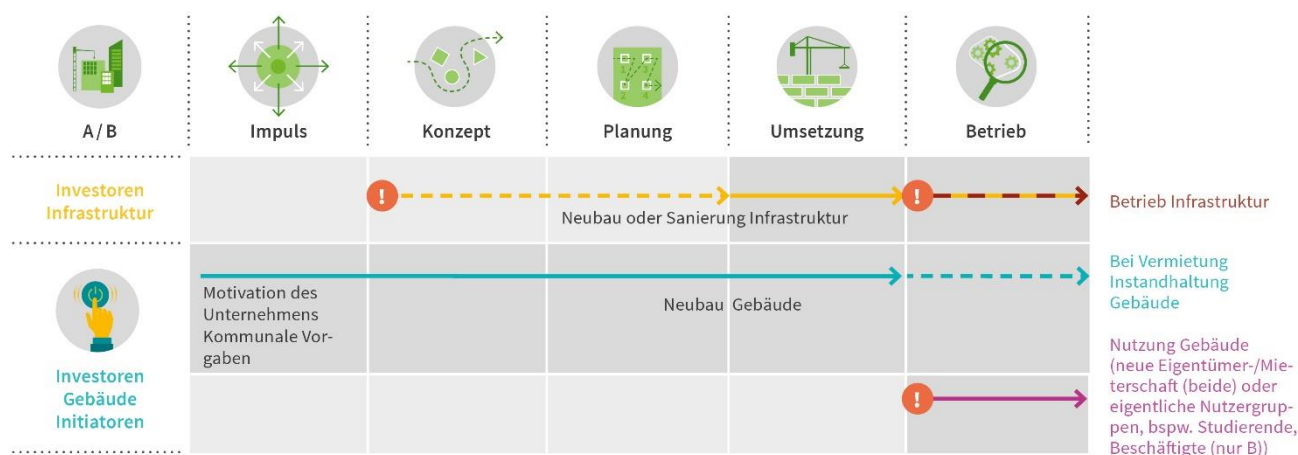 A / B
Impuls
Konzept
Planung
Umsetzung
Betrieb
Investoren
Infrastruktur
!
!
Neubau oder Sanierung Infrastruktur
Betrieb Infrastruktur
Motivation des
Unternehmens
Kommunale Vor-
gaben
Neubau Gebäude
Bei Vermietung
Instandhaltung
Gebäude
Investoren
Gebäude
Initiatoren
!
Nutzung Gebäude
(neue Eigentümer-/Mie-
terschaft (beide) oder
eigentliche Nutzergrup-
pen, bspw. Studierende,
Beschäftigte (nur B))